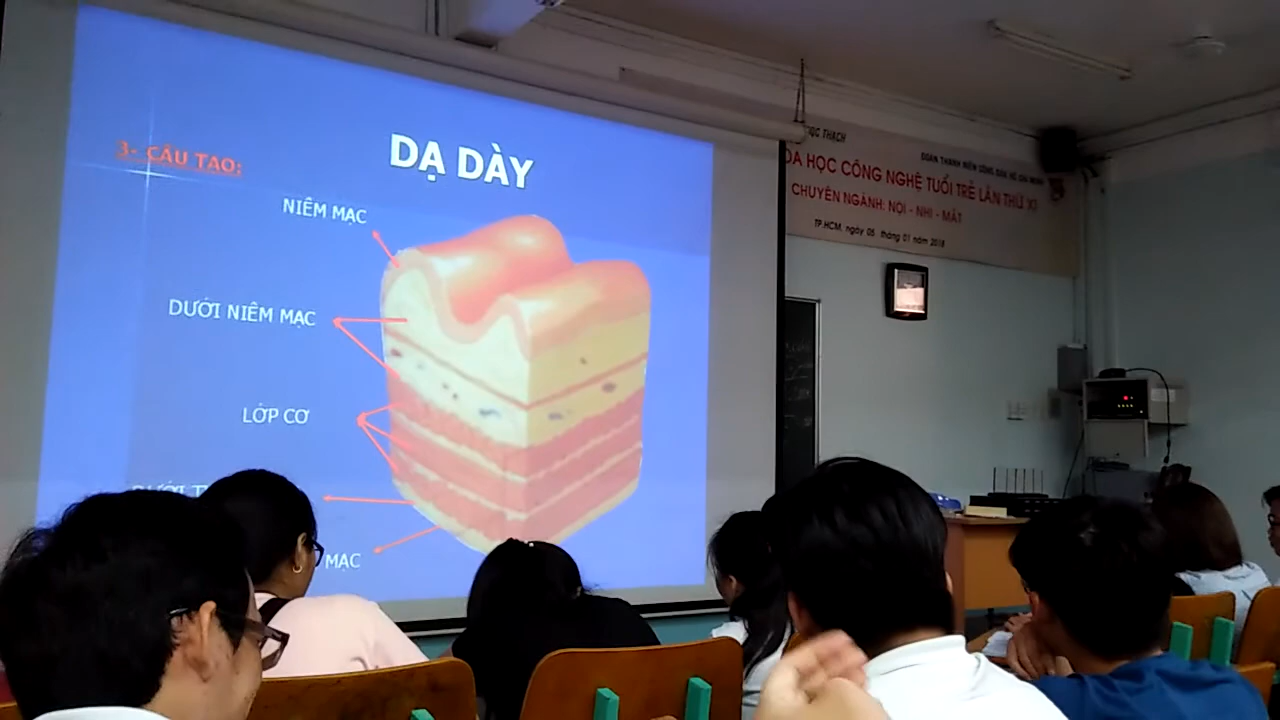 DẠ DÀY
3- CẤU TẠO:
NIÊM MẠC
DƯỚI NIÊM MẠC
LỚP CƠ
DƯỚI
MẠC
THẠCH
ĐOÀN THANH NIÊN CỘNG SẢN HỒ CHÍ MINH
HỌC CÔNG NGHỆ TUỔI TRẺ LẦN THỨ XI
CHUYÊN NGÀNH: NỘI - NHI - MẮT
TP.HCM, ngày 05 tháng 01 năm 2018